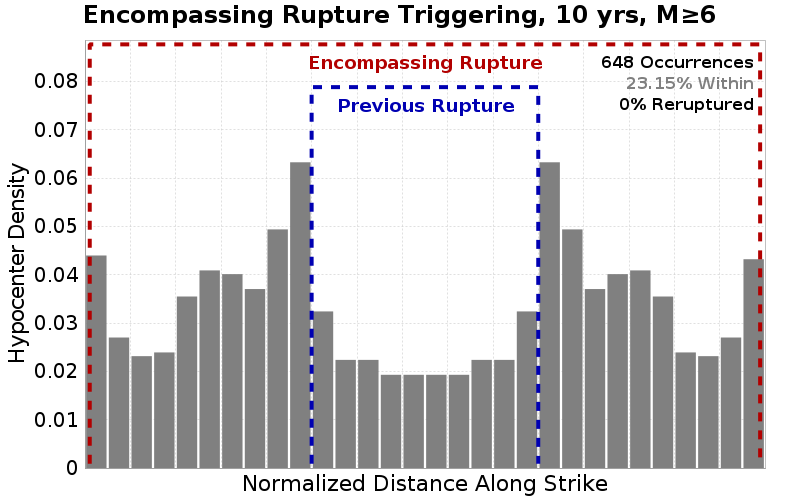 Encompassing Rupture Triggering, 10 yrs, M≥6
Encompassing Rupture
648 Occurrences
23.15% Within
0% Reruptured
Previous Rupture
Hypocenter Density
0.08
0.07
0.06
0.05
0.04
0.03
0.02
0.01
0
Normalized Distance Along Strike